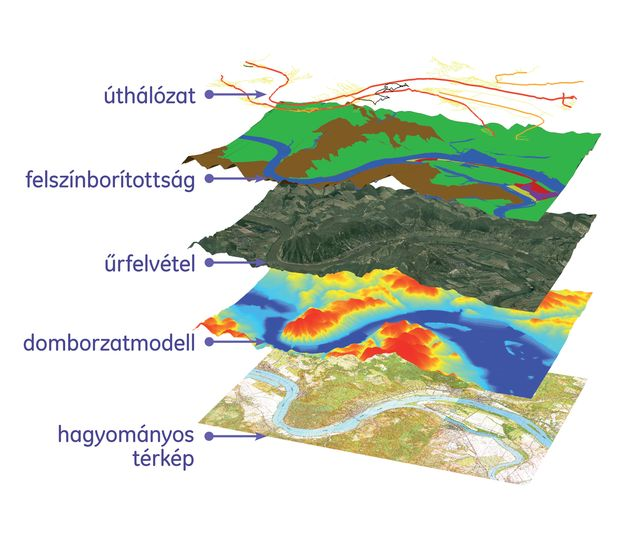 úthálózat
felszínborítottság
űrfelvétel
domborzatmodell
hagyományos
térkép